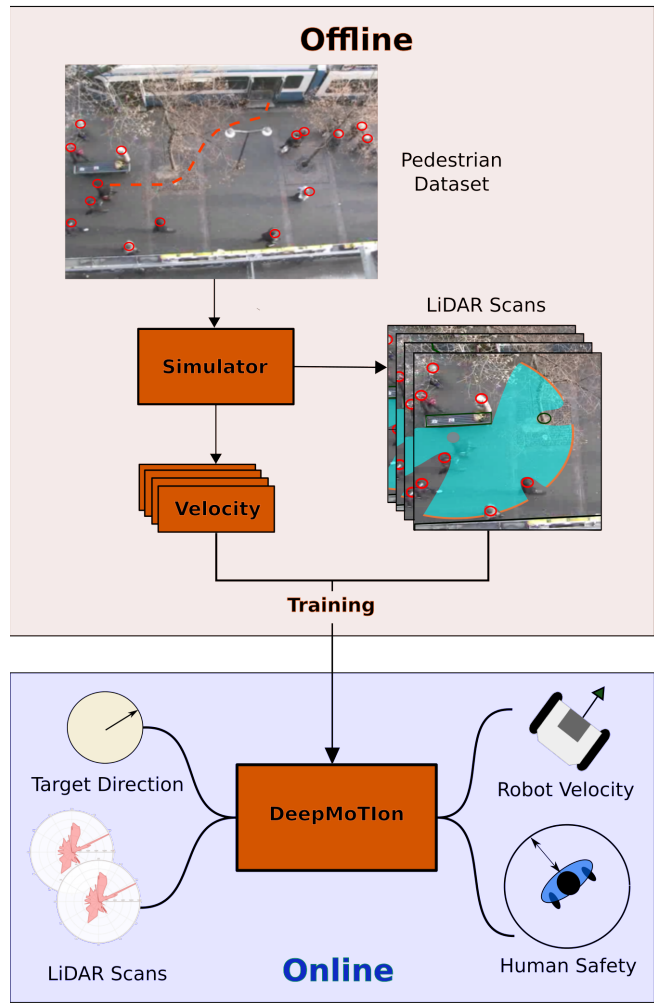 Offline
Pedestrian
Dataset
LiDAR Scans
Simulator
Velocity
Training
Target Direction
DeepMoTIon
Robot Velocity
LiDAR Scans
Online
Human Safety